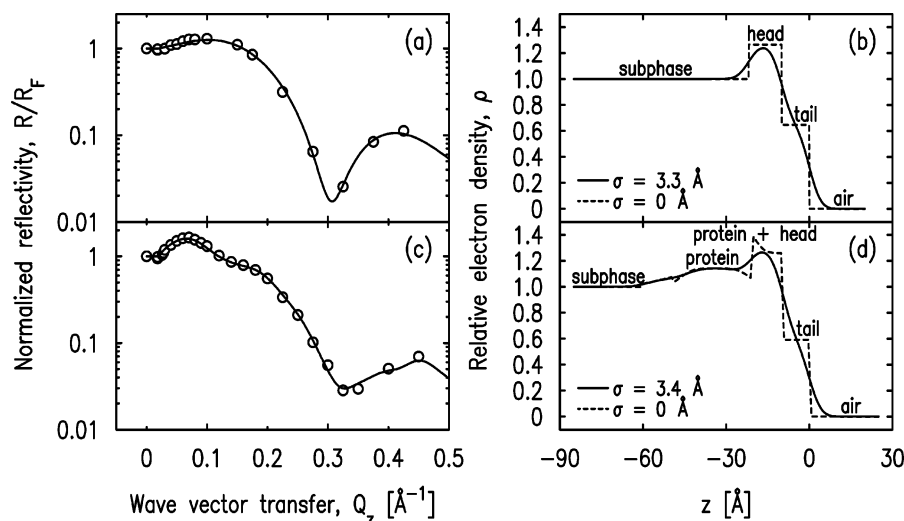 Normalized reflectivity, R/R_F
1
0.1
0.01
(a)
1
0.1
0.01
(c)
0 0.1 0.2 0.3 0.4 0.5
Wave vector transfer, Q_z [Å⁻¹]
Relative electron density, ρ
1.4
1.2
1.0
0.8
0.6
0.4
0.2
0
(b)
head
subphase
tail
σ = 3.3 Å
σ = 0 Å
air
1.4
1.2
1.0
0.8
0.6
0.4
0.2
0
(d)
protein + head
protein
subphase
tail
σ = 3.4 Å
σ = 0 Å
air
−90 −60 −30 0 30
z [Å]